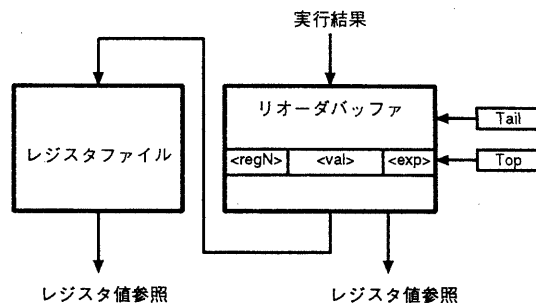 実行結果
リオーダバッファ
Tail
レジスタファイル
<regN> <val> <exp>
Top
レジスタ値参照
レジスタ値参照